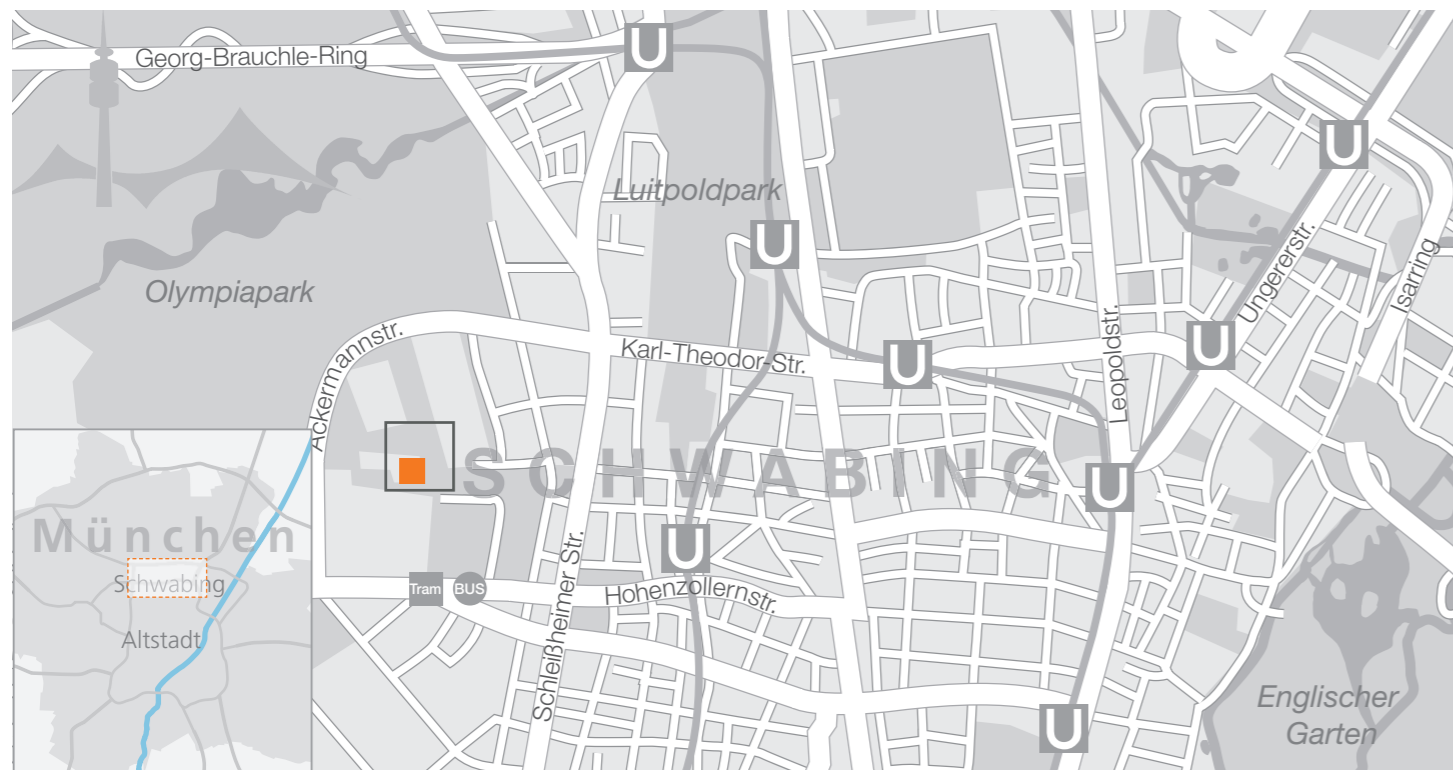 Georg-Brauchle-Ring
U
U
Luitpoldpark
U
Olympiapark
Ungererstr.
Isarring
Ackermannstr.
Karl-Theodor-Str.
U
Leopoldstr.
U
SCHWABING
U
München
Schwabing
Altstadt
U
Tram
BUS
Hohenzollernstr.
Schleißheimer Str.
U
Englischer
Garten